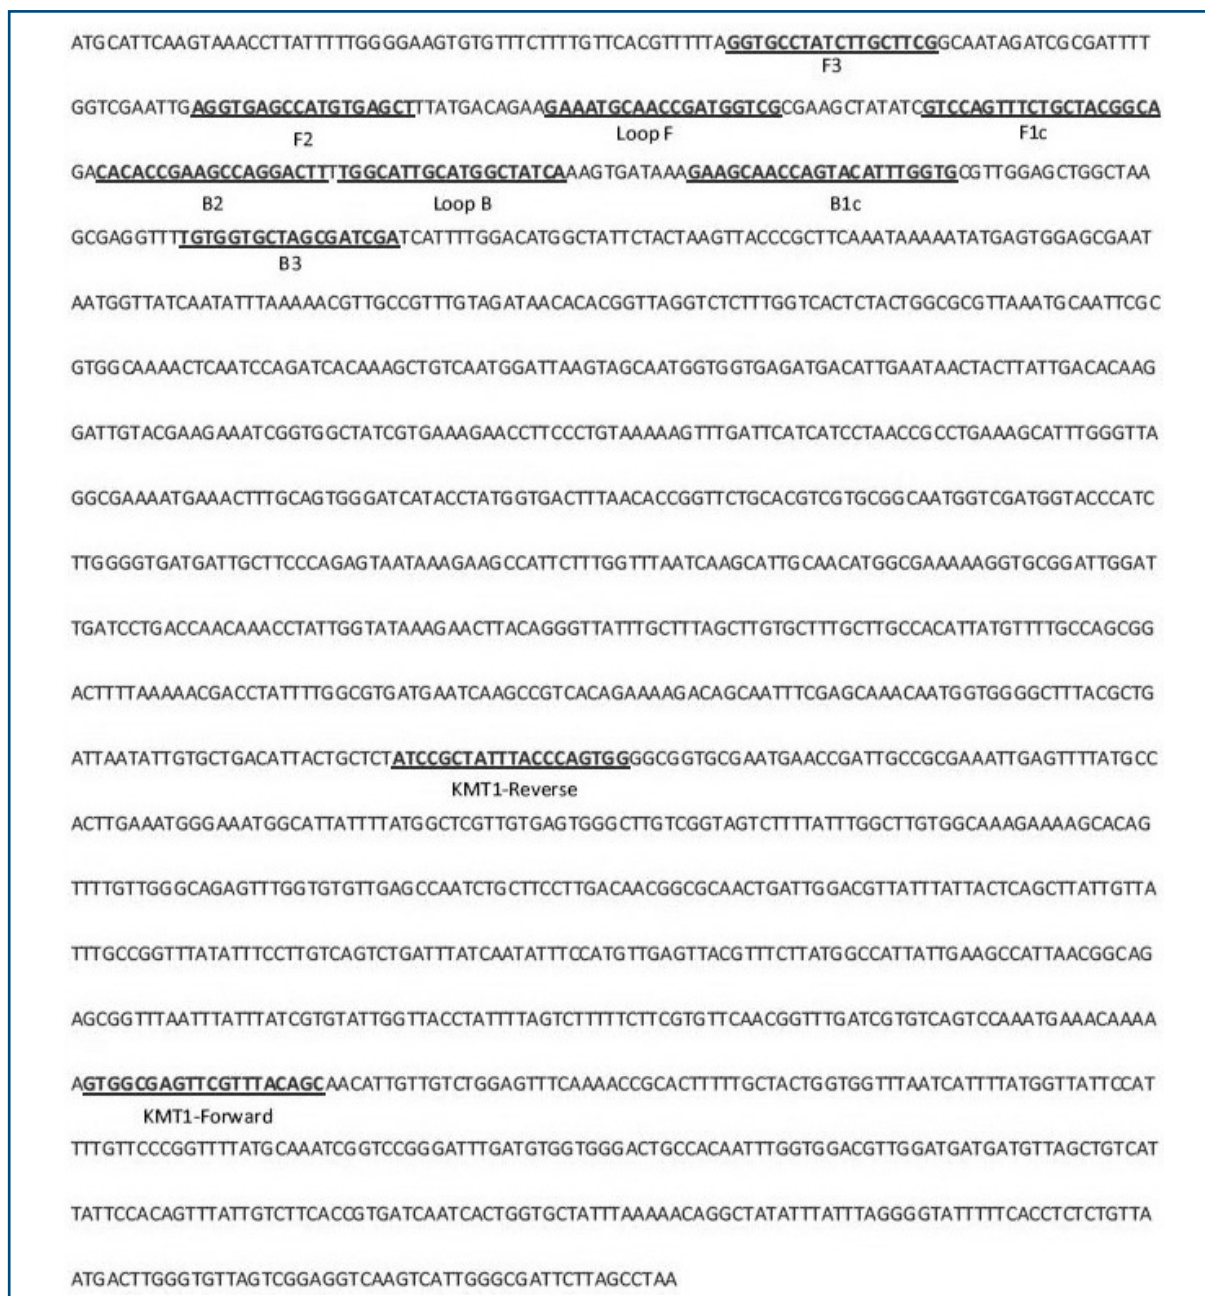 ATGCATTCAAGTAAACCTTATTTTTGGGGAAGTGTGTTTCTTTTGTTCACGTTTTTAGGTGCCTATCTTGCTTCGGCAATAGATCGCGATTTT
F3
GGTCGAATTGAGGTGAGCCATGTGAGCTTTATGACAGAAGAAATGCAACCGATGGTCGCGAAGCTATATCGTCCAGTTTCTGCTACGGCA
F2 Loop F F1c
GACACACCGAAGCCAGGACTTTTGGCATTGCATGGCTATCAAAGTGATAAAGAAGCAACCAGTACATTTGGTGCGTTGGAGCTGGCTAA
B2 Loop B B1c
GCGAGGTTTTGTGGTGCTAGCGATCGATCATTTTGGACATGGCTATTCTACTAAGTTACCCGCTTCAAATAAAAATATGAGTGGAGCGAAT
B3
AATGGTTATCAATATTTAAAAACGTTGCCGTTTGTAGATAACACACGGTTAGGTCTCTTTGGTCACTCTACTGGCGCGTTAAATGCAATTCGC
GTGGCAAAACTCAATCCAGATCACAAAGCTGTCAATGGATTAAGTAGCAATGGTGGTGAGATGACATTGAATAACTACTTATTGACACAAG
GATTGTACGAAGAAATCGGTGGCTATCGTGAAAGAACCTTCCCTGTAAAAAGTTTGATTCATCATCCTAACCGCCTGAAAGCATTTGGGTTA
GGCGAAAATGAAACTTTGCAGTGGGATCATACCTATGGTGACTTTAACACCGGTTCTGCACGTCGTGCGGCAATGGTCGATGGTACCCATC
TTGGGGTGATGATTGCTTCCCAGAGTAATAAAGAAGCCATTCTTTGGTTTAATCAAGCATTGCAACATGGCGAAAAAGGTGCGGATTGGAT
TGATCCTGACCAACAAACCTATTGGTATAAAGAACTTACAGGGTTATTTGCTTTAGCTTGTGCTTTGCTTGCCACATTATGTTTTGCCAGCGG
ACTTTTAAAAACGACCTATTTTGGCGTGATGAATCAAGCCGTCACAGAAAAGACAGCAATTTCGAGCAAACAATGGTGGGGCTTTACGCTG
ATTAATATTGTGCTGACATTACTGCTCTATCCGCTATTTACCCAGTGGGGCGGTGCGAATGAACCGATTGCCGCGAAATTGAGTTTTATGCC
KMT1-Reverse
ACTTGAAATGGGAAATGGCATTATTTTATGGCTCGTTGTGAGTGGGCTTGTCGGTAGTCTTTTATTTGGCTTGTGGCAAAGAAAAGCACAG
TTTTGTTGGGCAGAGTTTGGTGTGTTGAGCCAATCTGCTTCCTTGACAACGGCGCAACTGATTGGACGTTATTTATTACTCAGCTTATTGTTA
TTTGCCGGTTTATATTTCCTTGTCAGTCTGATTTATCAATATTTCCATGTTGAGTTACGTTTCTTATGGCCATTATTGAAGCCATTAACGGCAG
AGCGGTTTAATTTATTTATCGTGTATTGGTTACCTATTTTAGTCTTTTTCTTCGTGTTCAACGGTTTGATCGTGTCAGTCCAAATGAAACAAAA
AGTGGCGAGTTCGTTTACAGCAACATTGTTGTCTGGAGTTTCAAAACCGCACTTTTTGCTACTGGTGGTTTAATCATTTTATGGTTATTCCAT
KMT1-Forward
TTTGTTCCCGGTTTTATGCAAATCGGTCCGGGATTTGATGTGGTGGGACTGCCACAATTTGGTGGACGTTGGATGATGATGTTAGCTGTCAT
TATTCCACAGTTTATTGTCTTCACCGTGATCAATCACTGGTGCTATTTAAAAACAGGCTATATTTATTTAGGGGTATTTTTCACCTCTCTGTTA
ATGACTTGGGTGTTAGTCGGAGGTCAAGTCATTGGGCGATTCTTAGCCTAA